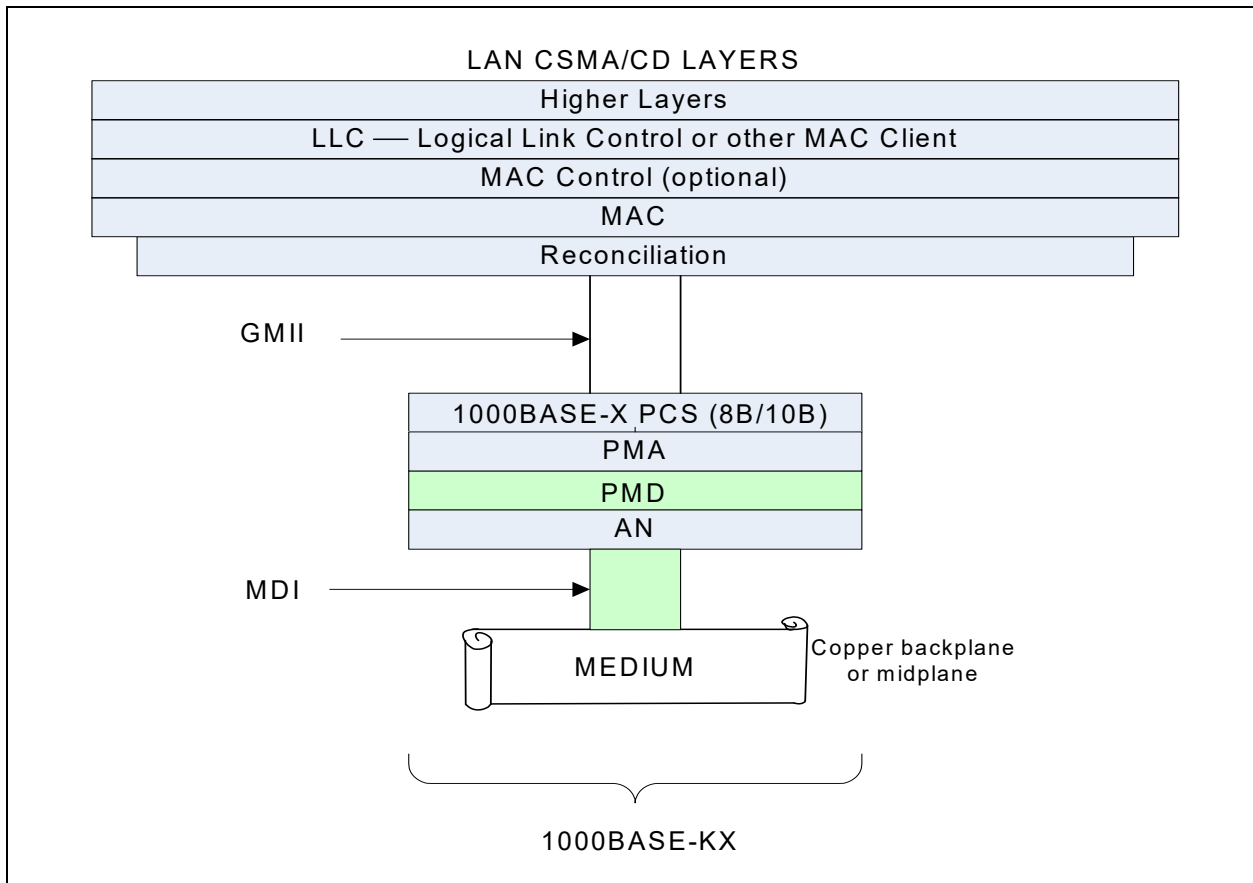 LAN CSMA/CD LAYERS
Higher Layers
LLC — Logical Link Control or other MAC Client
MAC Control (optional)
MAC
Reconciliation
GMII
1000BASE-X PCS (8B/10B)
PMA
PMD
AN
MDI
MEDIUM
Copper backplane
or midplane
1000BASE-KX